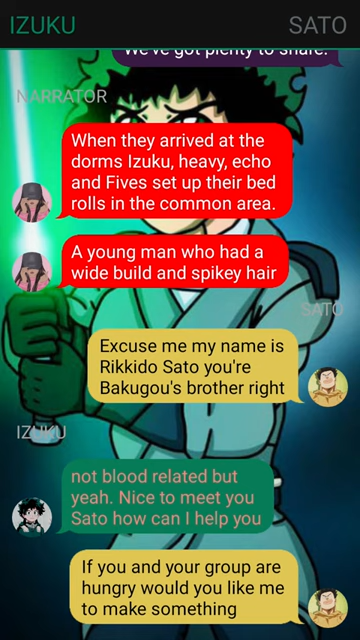 IZUKU SATO
We've got plenty to share.
NARRATOR
When they arrived at the
dorms Izuku, heavy, echo
and Fives set up their bed
rolls in the common area.
A young man who had a
wide build and spikey hair
SATO
Excuse me my name is
Rikkido Sato you're
Bakugou's brother right
IZUKU
not blood related but
yeah. Nice to meet you
Sato how can I help you
If you and your group are
hungry would you like me
to make something